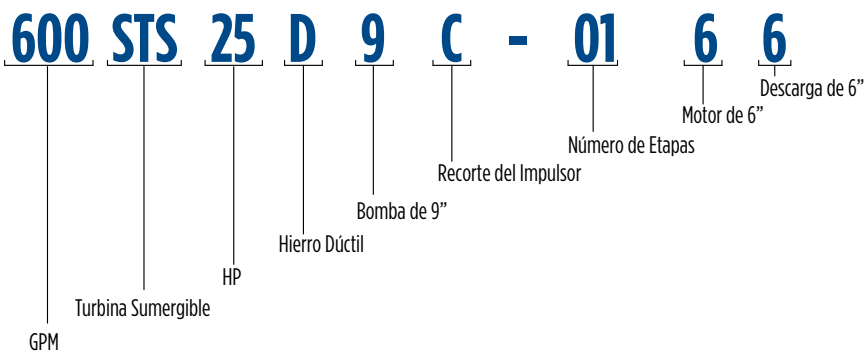 600 STS 25 D 9 C - 01 6 6
Descarga de 6”
Motor de 6”
Número de Etapas
Recorte del Impulsor
Bomba de 9”
Hierro Dúctil
HP
Turbina Sumergible
GPM